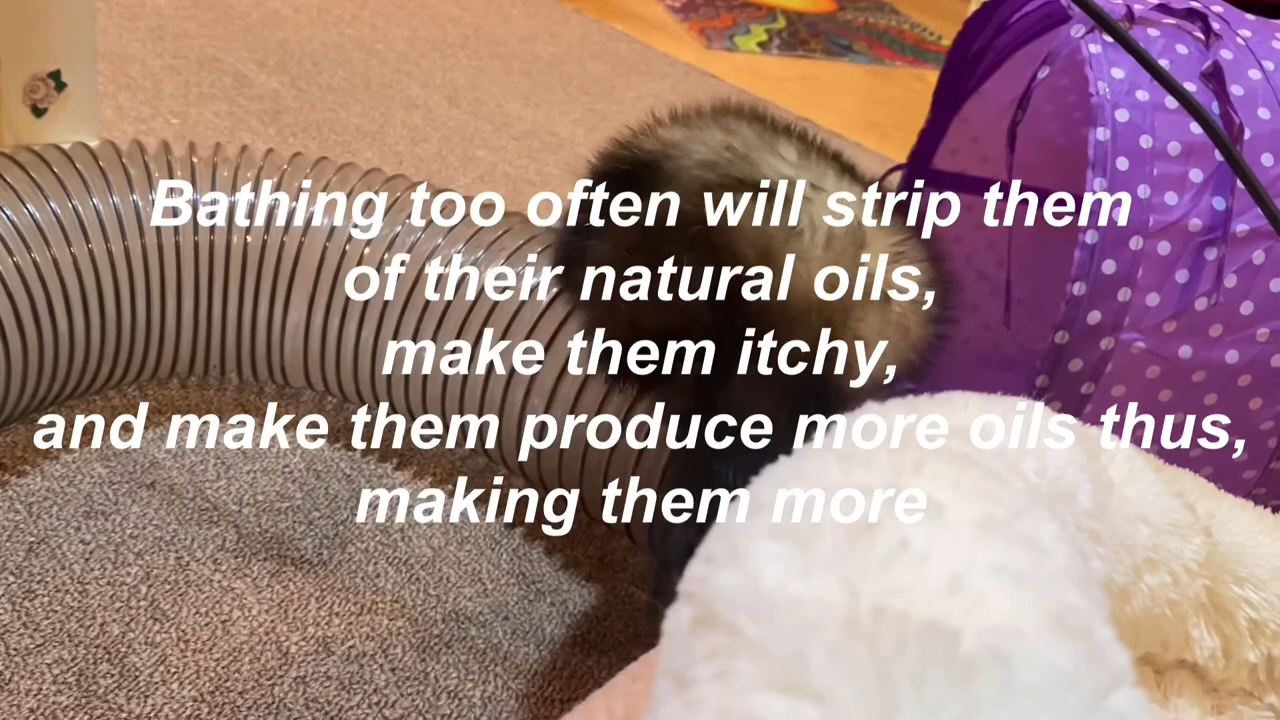 Bathing too often will strip them
of their natural oils,
make them itchy,
and make them produce more oils thus,
making them more